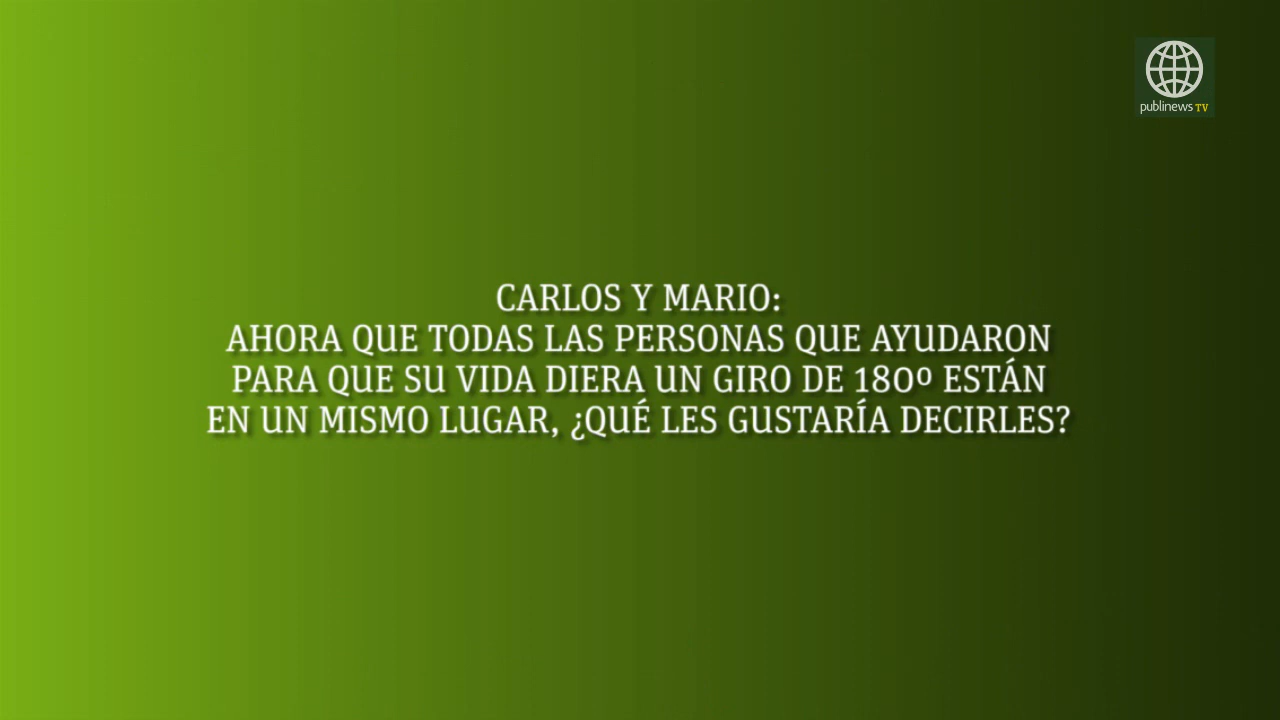 publinews TV
CARLOS Y MARIO:
AHORA QUE TODAS LAS PERSONAS QUE AYUDARON
PARA QUE SU VIDA DIERA UN GIRO DE 180º ESTÁN
EN UN MISMO LUGAR, ¿QUÉ LES GUSTARÍA DECIRLES?